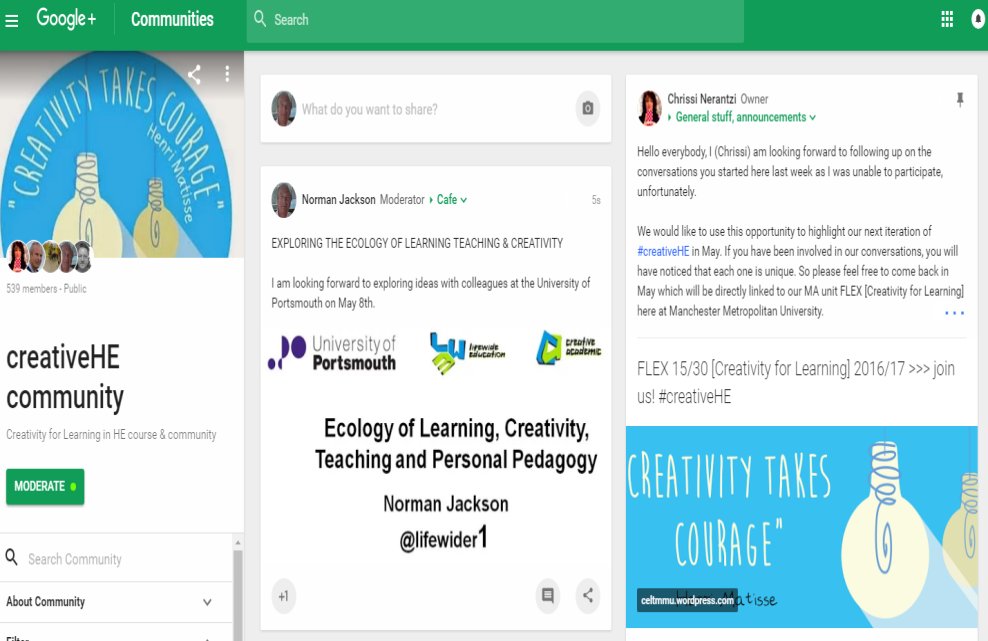 Google+
Communities
Search
"CREATIVITY TAKES COURAGE"
Henri Matisse
539 members - Public
creativeHE
community
Creativity for Learning in HE course & community
MODERATE
Search Community
About Community
Filter
What do you want to share?
Norman Jackson Moderator Cafe
5s
EXPLORING THE ECOLOGY OF LEARNING TEACHING & CREATIVITY
I am looking forward to exploring ideas with colleagues at the University of
Portsmouth on May 8th.
University of
Portsmouth
lifewide
education
creative
academic
Ecology of Learning, Creativity,
Teaching and Personal Pedagogy
Norman Jackson
@lifewider1
+1
Chrissi Nerantzi Owner
General stuff, announcements
Hello everybody, I (Chrissi) am looking forward to following up on the
conversations you started here last week as I was unable to participate,
unfortunately.
We would like to use this opportunity to highlight our next iteration of
#creativeHE in May. If you have been involved in our conversations, you will
have noticed that each one is unique. So please feel free to come back in
May which will be directly linked to our MA unit FLEX [Creativity for Learning]
here at Manchester Metropolitan University.
FLEX 15/30 [Creativity for Learning] 2016/17 >>> join
us! #creativeHE
CREATIVITY TAKES
COURAGE"
Henri Matisse
celtmmu.wordpress.com